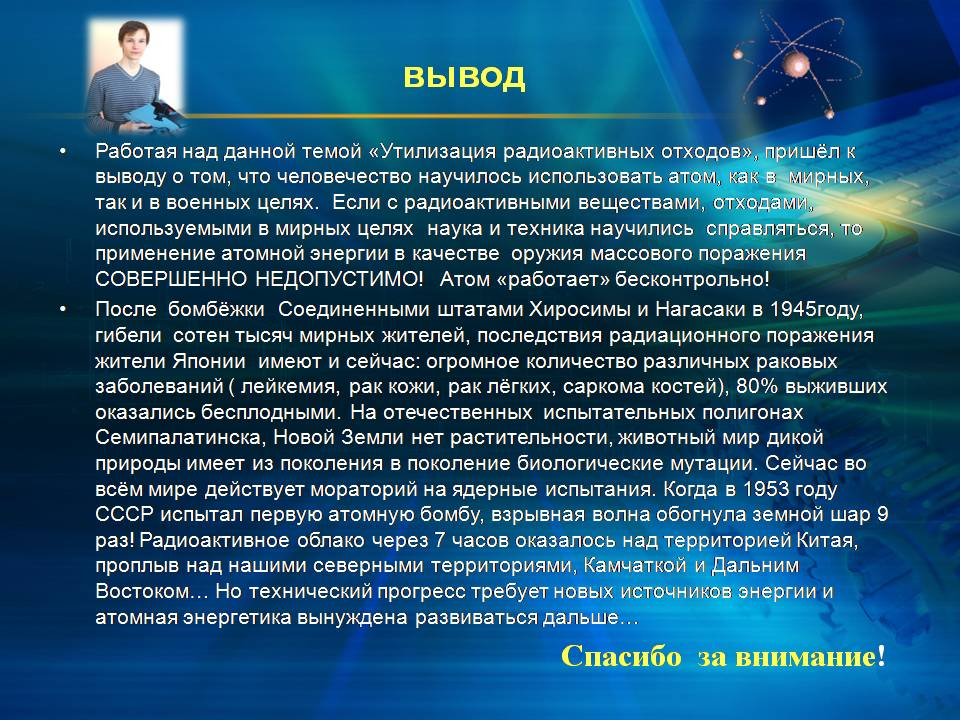 ВЫВОД
• Работая над данной темой «Утилизация радиоактивных отходов», пришёл к
выводу о том, что человечество научилось использовать атом, как в мирных,
так и в военных целях. Если с радиоактивными веществами, отходами,
используемыми в мирных целях наука и техника научились справляться, то
применение атомной энергии в качестве оружия массового поражения
СОВЕРШЕННО НЕДОПУСТИМО! Атом «работает» бесконтрольно!
• После бомбёжки Соединенными штатами Хиросимы и Нагасаки в 1945году,
гибели сотен тысяч мирных жителей, последствия радиационного поражения
жители Японии имеют и сейчас: огромное количество различных раковых
заболеваний ( лейкемия, рак кожи, рак лёгких, саркома костей), 80% выживших
оказались бесплодными. На отечественных испытательных полигонах
Семипалатинска, Новой Земли нет растительности, животный мир дикой
природы имеет из поколения в поколение биологические мутации. Сейчас во
всём мире действует мораторий на ядерные испытания. Когда в 1953 году
СССР испытал первую атомную бомбу, взрывная волна обогнула земной шар 9
раз! Радиоактивное облако через 7 часов оказалось над территорией Китая,
проплыв над нашими северными территориями, Камчаткой и Дальним
Востоком… Но технический прогресс требует новых источников энергии и
атомная энергетика вынуждена развиваться дальше…
Спасибо за внимание!